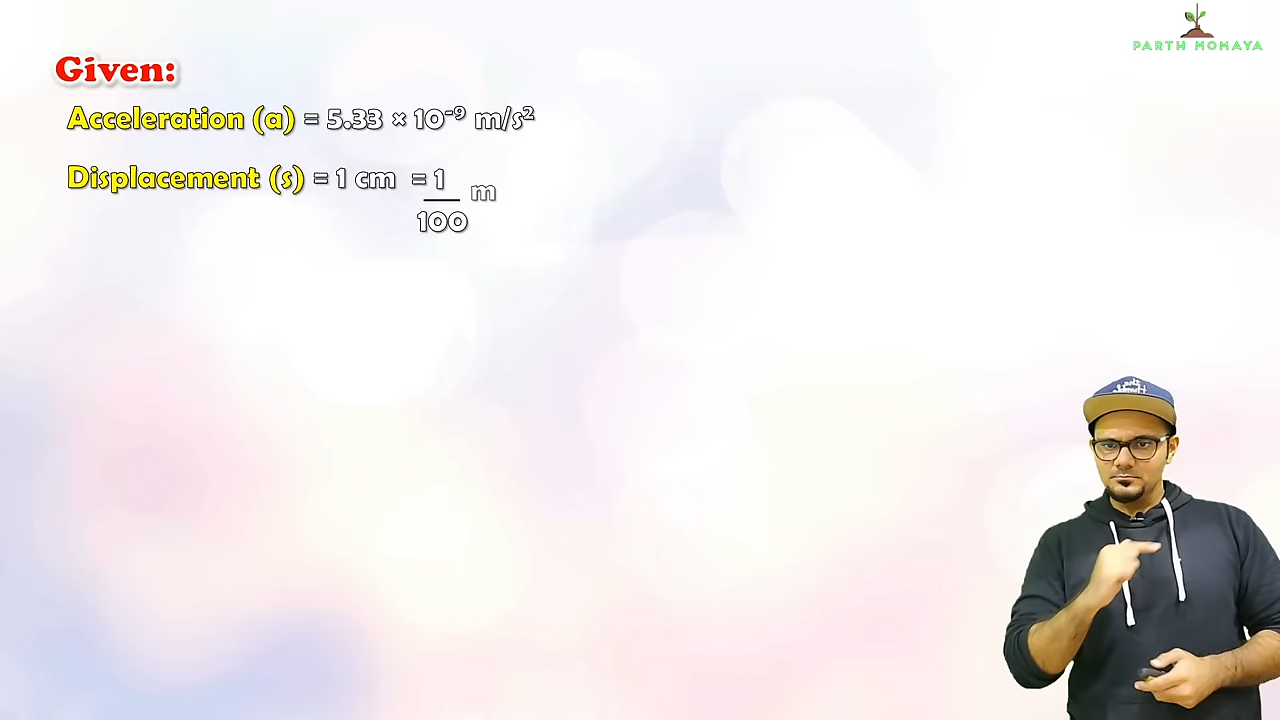 PARTH MOMAYA
Given:
Acceleration (a) = 5.33 × 10⁻⁹ m/s²
Displacement (s) = 1 cm = 1
m
100